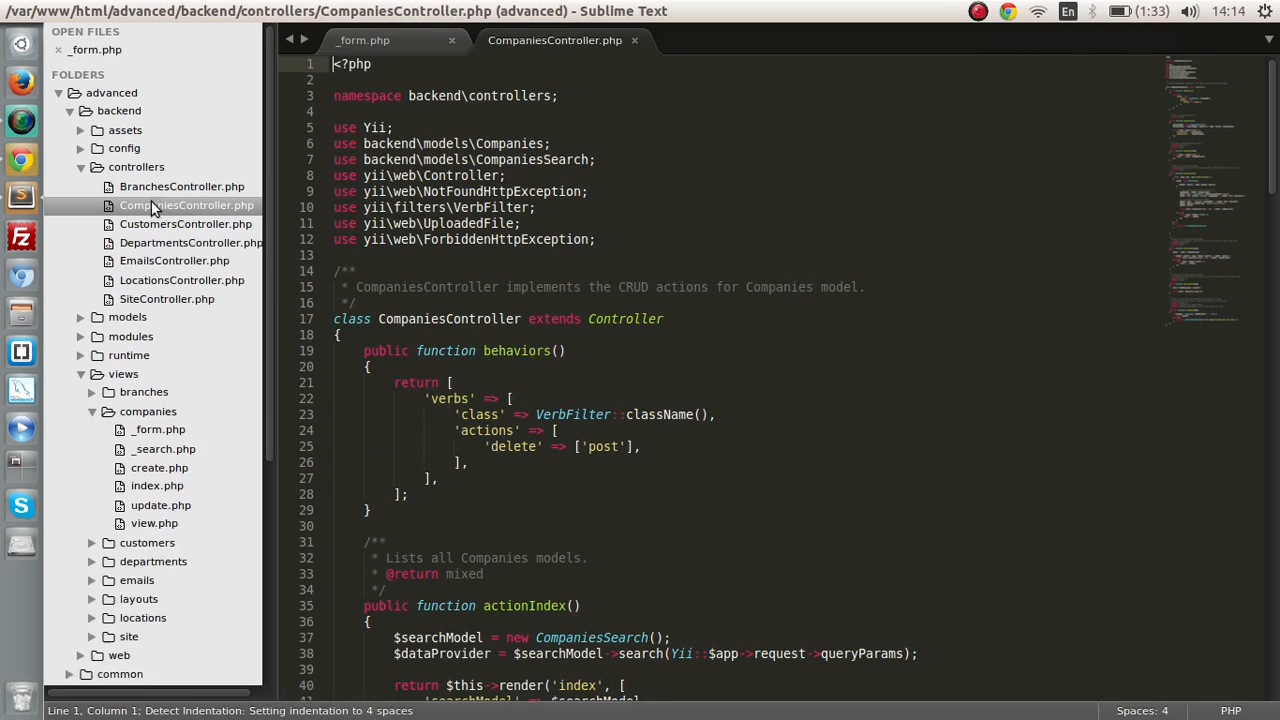 /var/www/html/advanced/backend/controllers/CompaniesController.php (advanced) - Sublime Text
En
(1:33)
14:14
OPEN FILES
_form.php
FOLDERS
advanced
backend
assets
config
controllers
BranchesController.php
CompaniesController.php
CustomersController.php
DepartmentsController.php
EmailsController.php
LocationsController.php
SiteController.php
models
modules
runtime
views
branches
companies
_form.php
_search.php
create.php
index.php
update.php
view.php
customers
departments
emails
layouts
locations
site
web
common
_form.php
CompaniesController.php
1 <?php
2
3 namespace backend\controllers;
4
5 use Yii;
6 use backend\models\Companies;
7 use backend\models\CompaniesSearch;
8 use yii\web\Controller;
9 use yii\web\NotFoundHttpException;
10 use yii\filters\VerbFilter;
11 use yii\web\UploadedFile;
12 use yii\web\ForbiddenHttpException;
13
14 /**
15 * CompaniesController implements the CRUD actions for Companies model.
16 */
17 class CompaniesController extends Controller
18 {
19 public function behaviors()
20 {
21 return [
22 'verbs' => [
23 'class' => VerbFilter::className(),
24 'actions' => [
25 'delete' => ['post'],
26 ],
27 ],
28 ];
29 }
30
31 /**
32 * Lists all Companies models.
33 * @return mixed
34 */
35 public function actionIndex()
36 {
37 $searchModel = new CompaniesSearch();
38 $dataProvider = $searchModel->search(Yii::$app->request->queryParams);
39
40 return $this->render('index', [
Line 1, Column 1; Detect Indentation: Setting indentation to 4 spaces
Spaces: 4
PHP